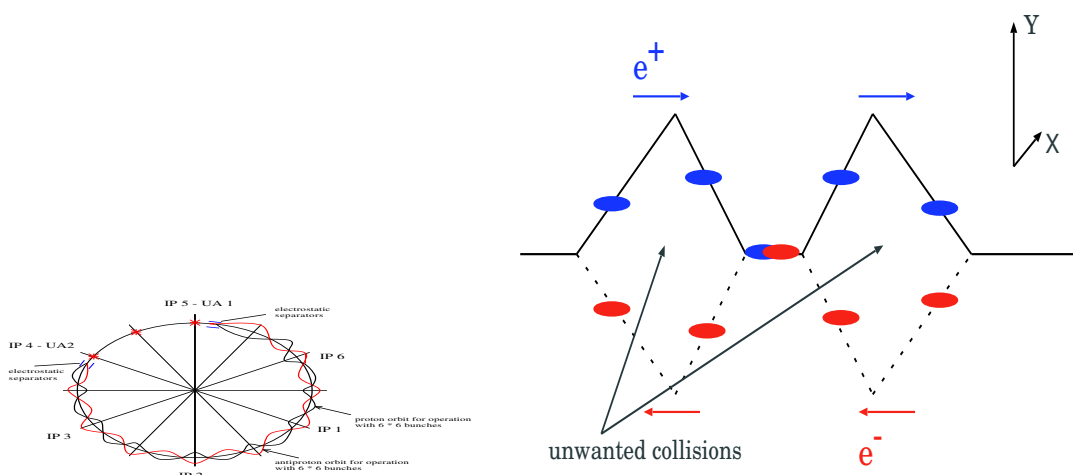 IP 5 - UA 1
electrostatic
separators
IP 4 - UA2
electrostatic
separators
IP 6
proton orbit for operation
with 6 * 6 bunches
IP 1
IP 3
antiproton orbit for operation
with 6 * 6 bunches
e+
Y
X
unwanted collisions
e-